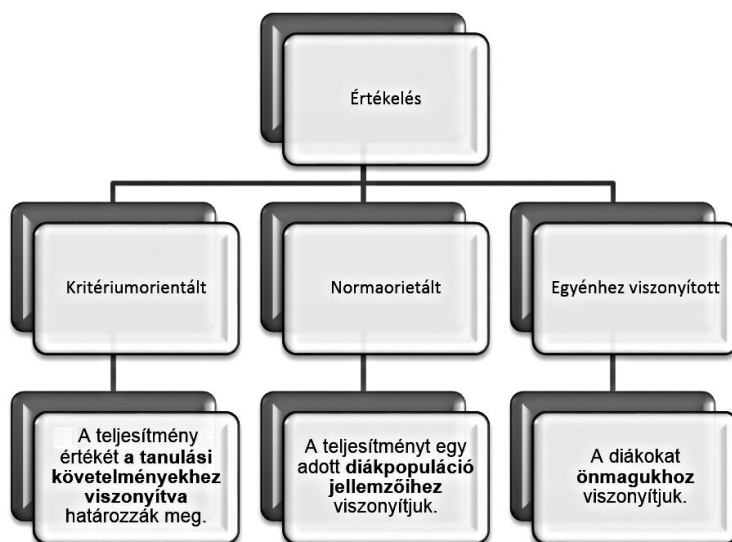 Értékelés
Kritériumorientált
Normaorietált
Egyénhez viszonyított
A teljesítmény
értékét a tanulási
követelményekhez
viszonyítva
határozzák meg.
A teljesítményt egy
adott diákpopuláció
jellemzőihez
viszonyítjuk.
A diákokat
önmagukhoz
viszonyítjuk.